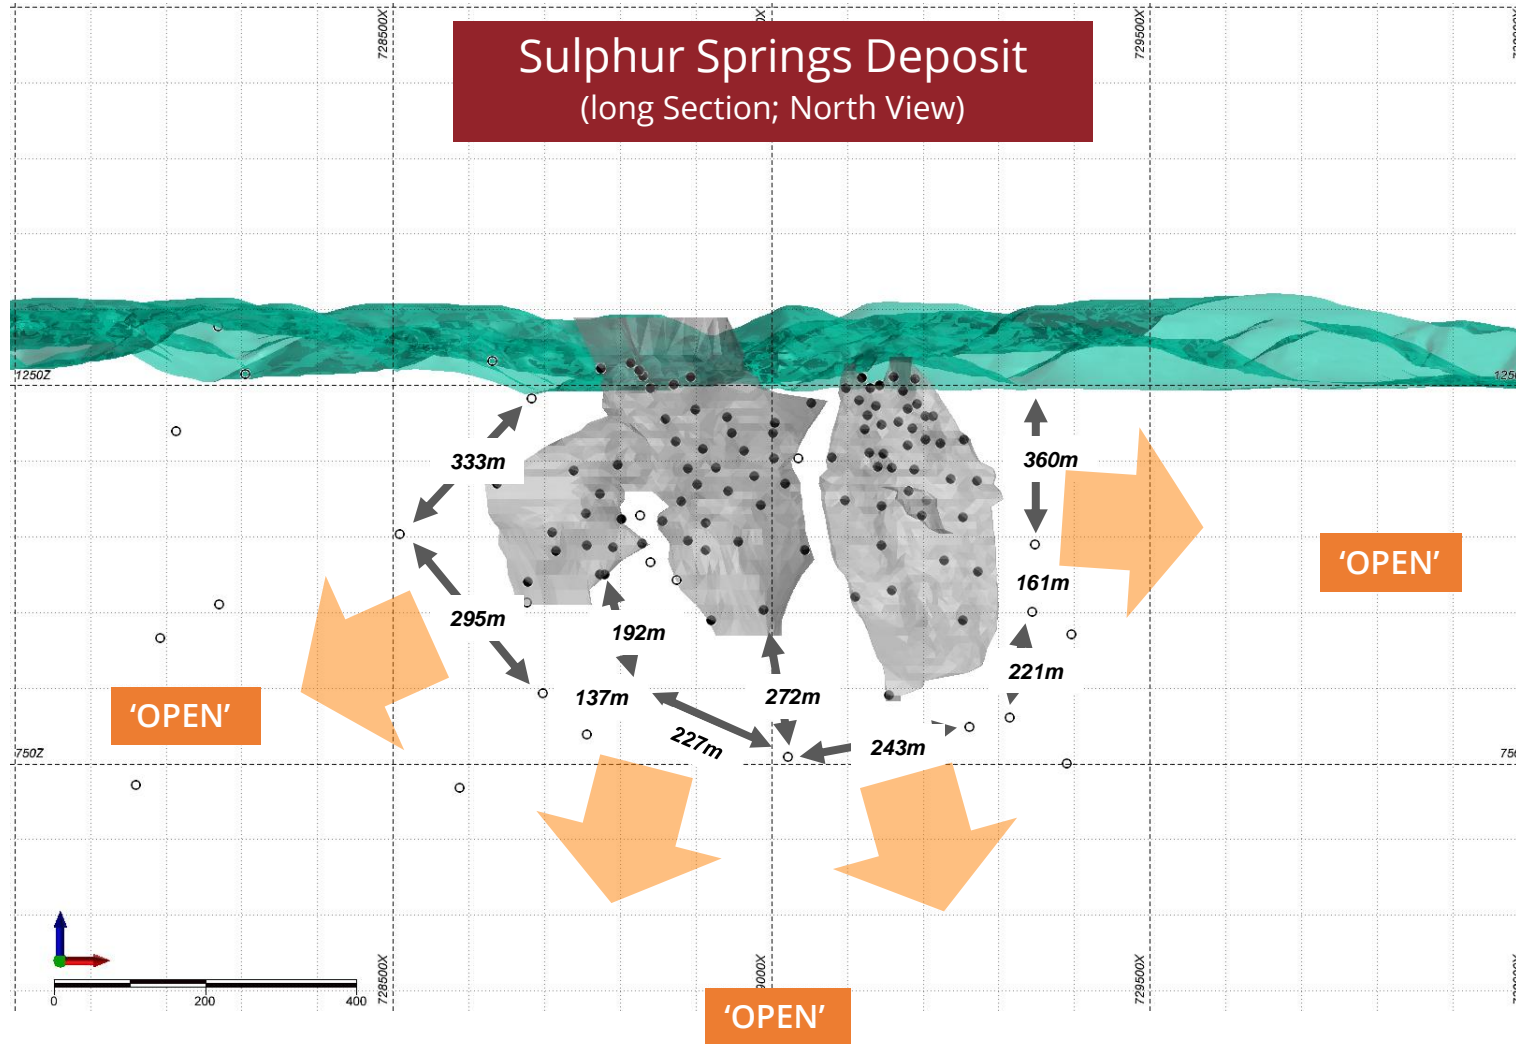 Sulphur Springs Deposit
(long Section; North View)
728500X
729500X
1250Z
333m
360m
161m
295m
192m
'OPEN'
221m
137m
272m
'OPEN'
227m
243m
750Z
0
200
400
728500X
729500X
'OPEN'